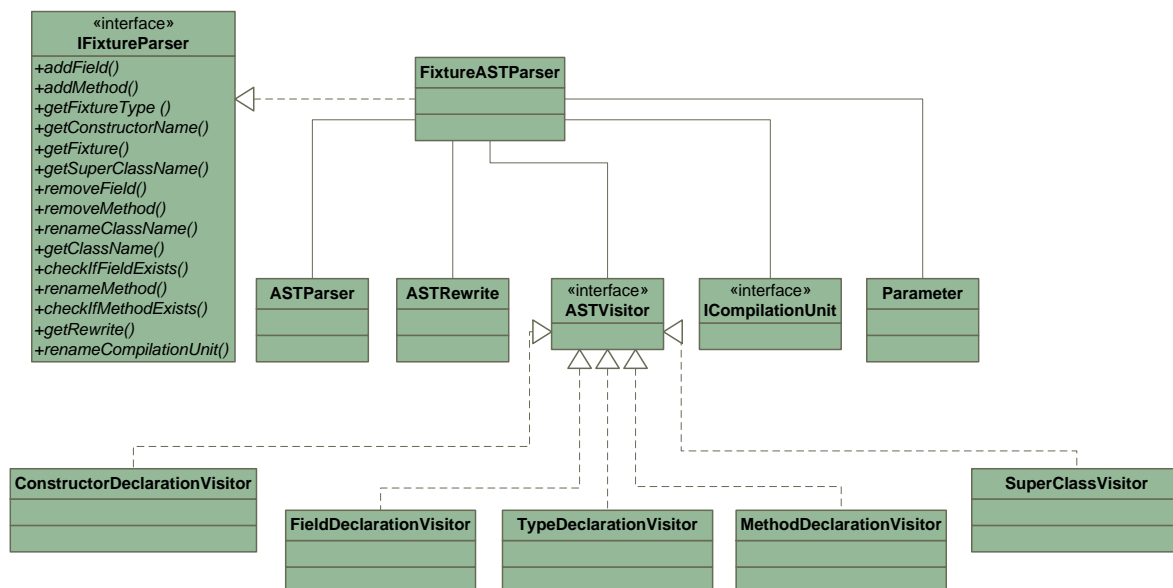 «interface»
IFixtureParser
+addField()
+addMethod()
+getFixtureType ()
+getConstructorName()
+getFixture()
+getSuperClassName()
+removeField()
+removeMethod()
+renameClassName()
+getClassName()
+checkIfFieldExists()
+renameMethod()
+checkIfMethodExists()
+getRewrite()
+renameCompilationUnit()
FixtureASTParser
ASTParser
ASTRewrite
«interface»
ASTVisitor
«interface»
ICompilationUnit
Parameter
ConstructorDeclarationVisitor
FieldDeclarationVisitor
TypeDeclarationVisitor
MethodDeclarationVisitor
SuperClassVisitor